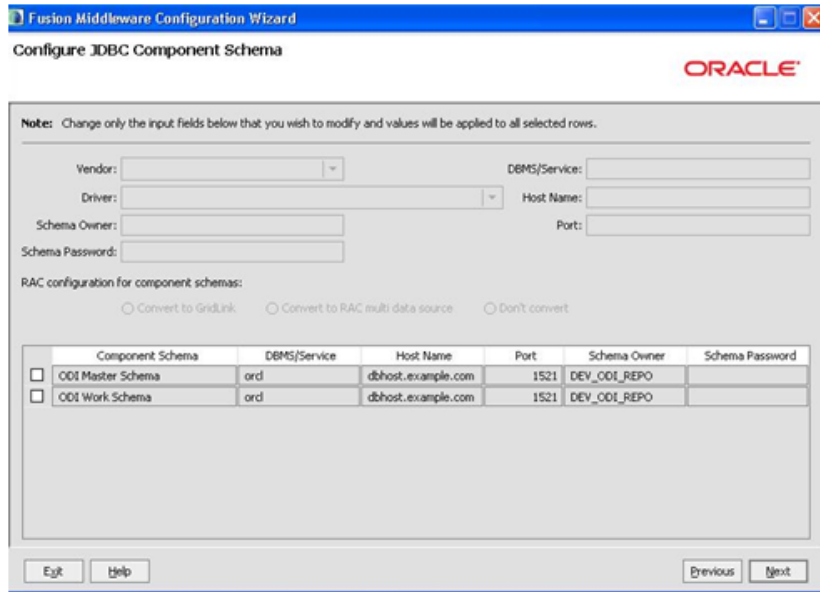 Fusion Middleware Configuration Wizard
Configure JDBC Component Schema
ORACLE
Note: Change only the input fields below that you wish to modify and values will be applied to all selected rows.
Vendor: DBMS/Service:
Driver: Host Name:
Schema Owner: Port:
Schema Password:
RAC configuration for component schemas:
Convert to GridLink Convert to RAC multi data source Don't convert
Component Schema DBMS/Service Host Name Port Schema Owner Schema Password
ODI Master Schema orcl dbhost.example.com 1521 DEV_ODI_REPO
ODI Work Schema orcl dbhost.example.com 1521 DEV_ODI_REPO
Exit Help Previous Next